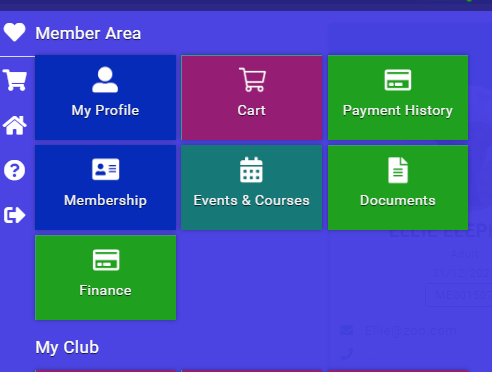 Member Area
My Profile
Cart
Payment History
Membership
Events & Courses
Documents
Finance
My Club